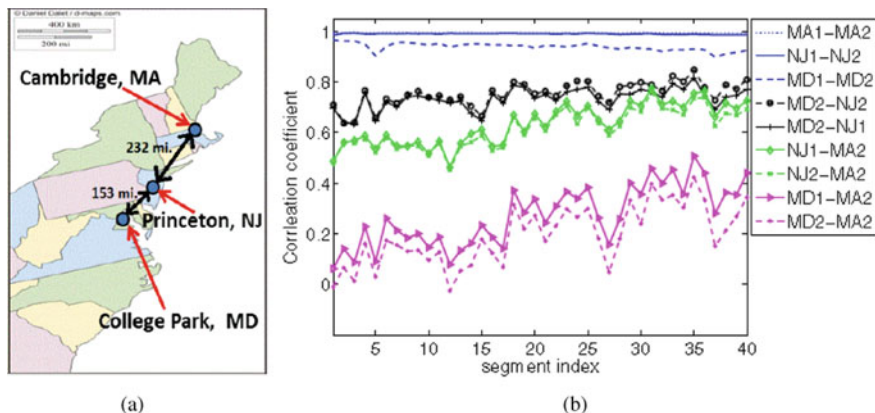 © Daniel Dalet / d-maps.com
400 km
200 mi
Cambridge, MA
232 mi.
153 mi.
Princeton, NJ
College Park, MD
(a)
Corrleation coefficient
1
0.8
0.6
0.4
0.2
0
5
10
15
20
25
30
35
40
segment index
MA1-MA2
NJ1-NJ2
MD1-MD2
MD2-NJ2
MD2-NJ1
NJ1-MA2
NJ2-MA2
MD1-MA2
MD2-MA2
(b)